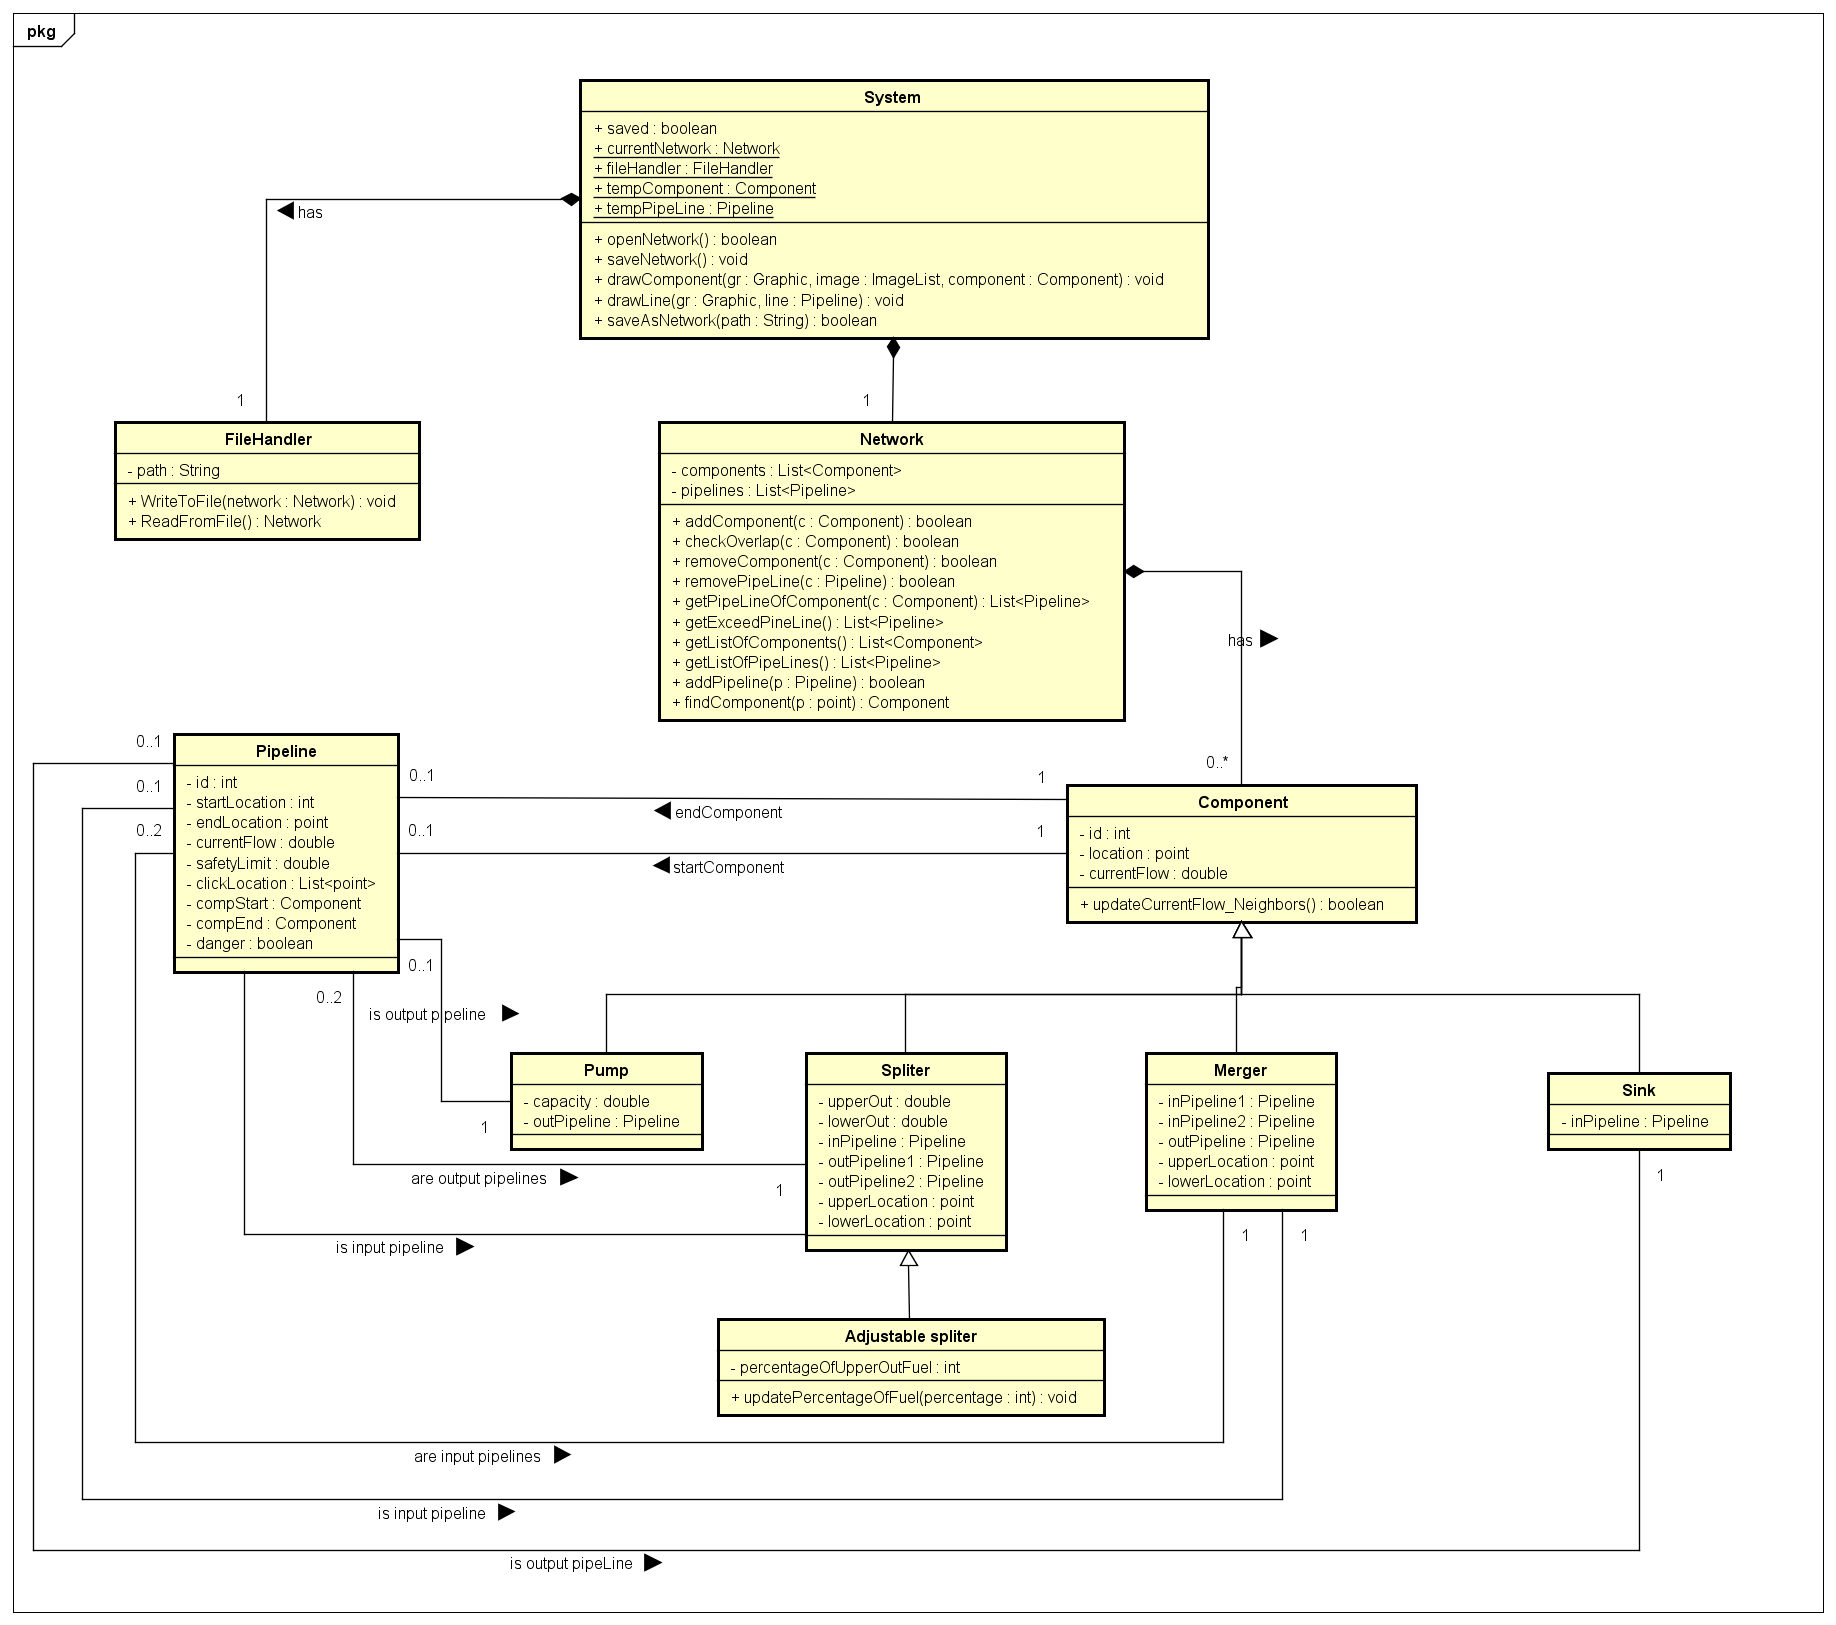 pkg
System
+ saved : boolean
+ currentNetwork : Network
+ fileHandler : FileHandler
+ tempComponent : Component
+ tempPipeLine : Pipeline
+ openNetwork() : boolean
+ saveNetwork() : void
+ drawComponent(gr : Graphic, image : ImageList, component : Component) : void
+ drawLine(gr : Graphic, line : Pipeline) : void
+ saveAsNetwork(path : String) : boolean
has
1
1
FileHandler
- path : String
+ WriteToFile(network : Network) : void
+ ReadFromFile() : Network
Network
- components : List<Component>
- pipelines : List<Pipeline>
+ addComponent(c : Component) : boolean
+ checkOverlap(c : Component) : boolean
+ removeComponent(c : Component) : boolean
+ removePipeLine(c : Pipeline) : boolean
+ getPipeLineOfComponent(c : Component) : List<Pipeline>
+ getExceedPineLine() : List<Pipeline>
+ getListOfComponents() : List<Component>
+ getListOfPipeLines() : List<Pipeline>
+ addPipeline(p : Pipeline) : boolean
+ findComponent(p : point) : Component
has
0..*
0..1
0..1
0..2
Pipeline
- id : int
- startLocation : int
- endLocation : point
- currentFlow : double
- safetyLimit : double
- clickLocation : List<point>
- compStart : Component
- compEnd : Component
- danger : boolean
0..1
1
endComponent
0..1
1
startComponent
Component
- id : int
- location : point
- currentFlow : double
+ updateCurrentFlow_Neighbors() : boolean
0..1
0..2
is output pipeline
Pump
- capacity : double
- outPipeline : Pipeline
1
Spliter
- upperOut : double
- lowerOut : double
- inPipeline : Pipeline
- outPipeline1 : Pipeline
- outPipeline2 : Pipeline
- upperLocation : point
- lowerLocation : point
Merger
- inPipeline1 : Pipeline
- inPipeline2 : Pipeline
- outPipeline : Pipeline
- upperLocation : point
- lowerLocation : point
Sink
- inPipeline : Pipeline
1
are output pipelines
1
is input pipeline
1
1
Adjustable spliter
- percentageOfUpperOutFuel : int
+ updatePercentageOfFuel(percentage : int) : void
are input pipelines
is input pipeline
is output pipeLine